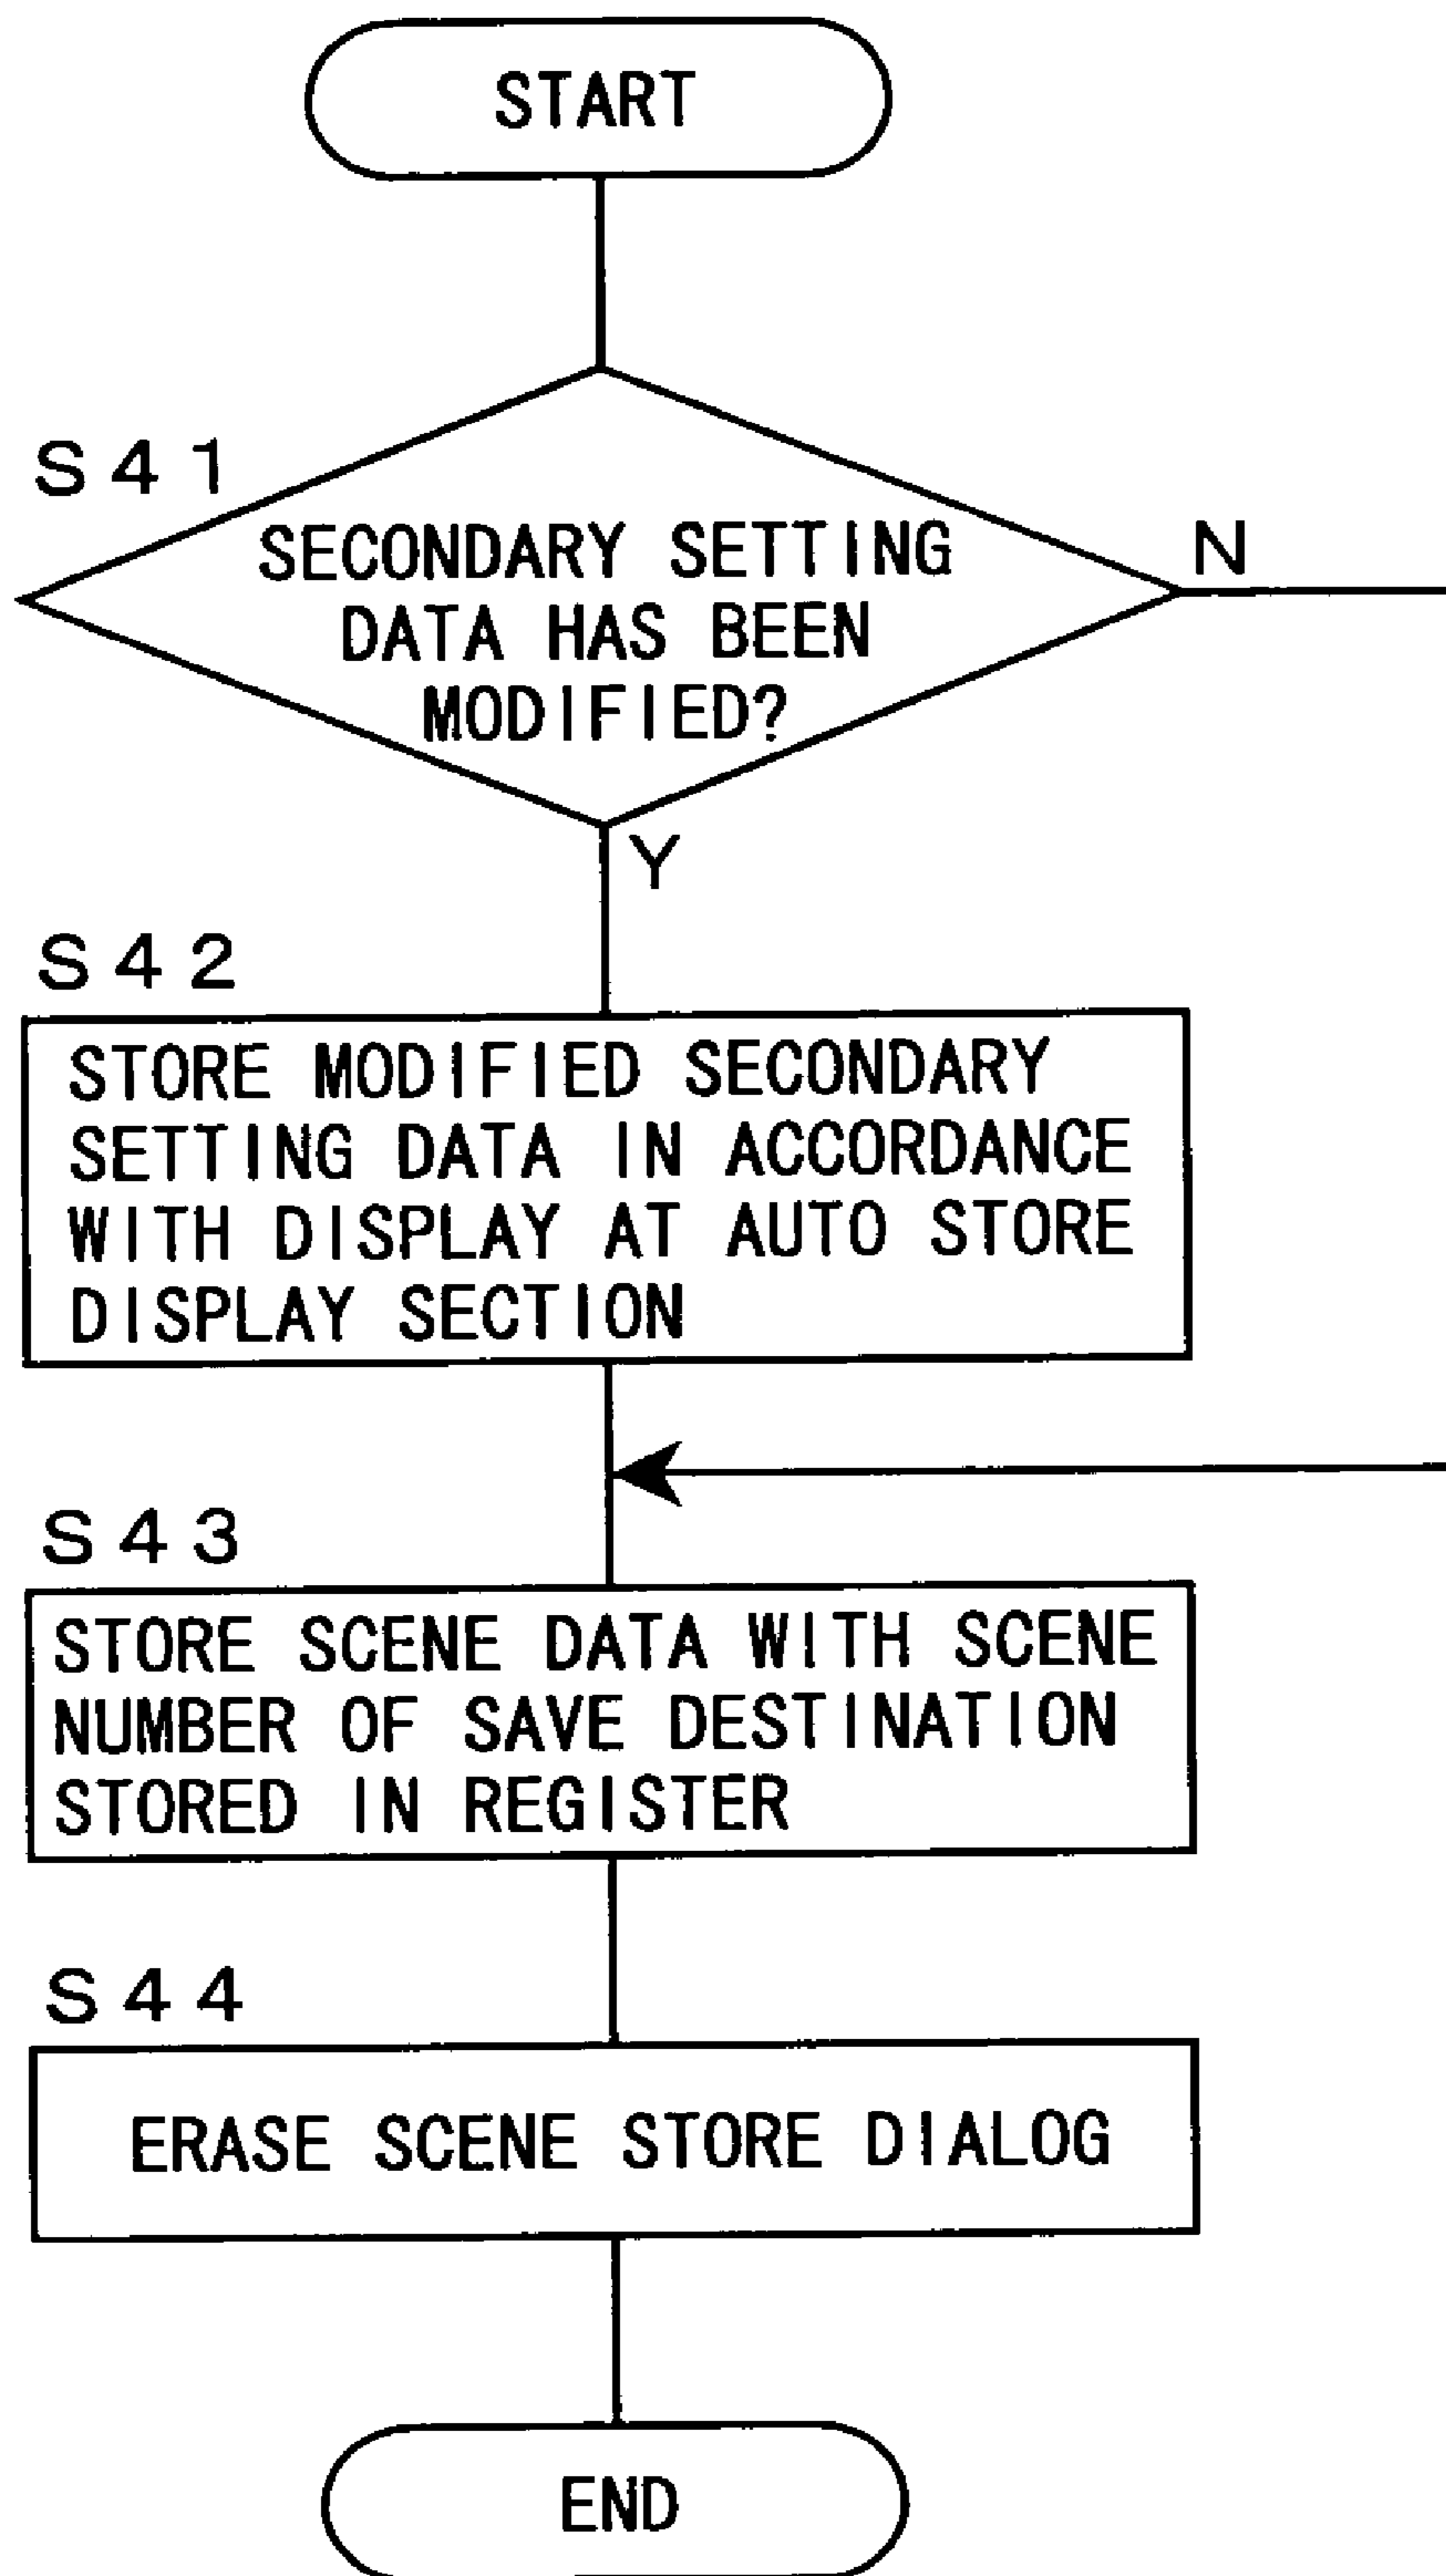 START
S41
SECONDARY SETTING
DATA HAS BEEN
MODIFIED?
N
Y
S42
STORE MODIFIED SECONDARY
SETTING DATA IN ACCORDANCE
WITH DISPLAY AT AUTO STORE
DISPLAY SECTION
S43
STORE SCENE DATA WITH SCENE
NUMBER OF SAVE DESTINATION
STORED IN REGISTER
S44
ERASE SCENE STORE DIALOG
END